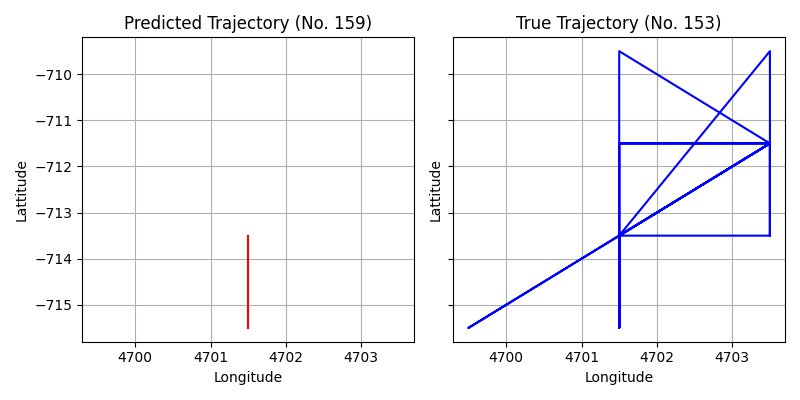 Predicted Trajectory (No. 159)
True Trajectory (No. 153)
−710
−711
−712
−713
−714
−715
Lattitude
Lattitude
4700
4701
4702
4703
4700
4701
4702
4703
Longitude
Longitude